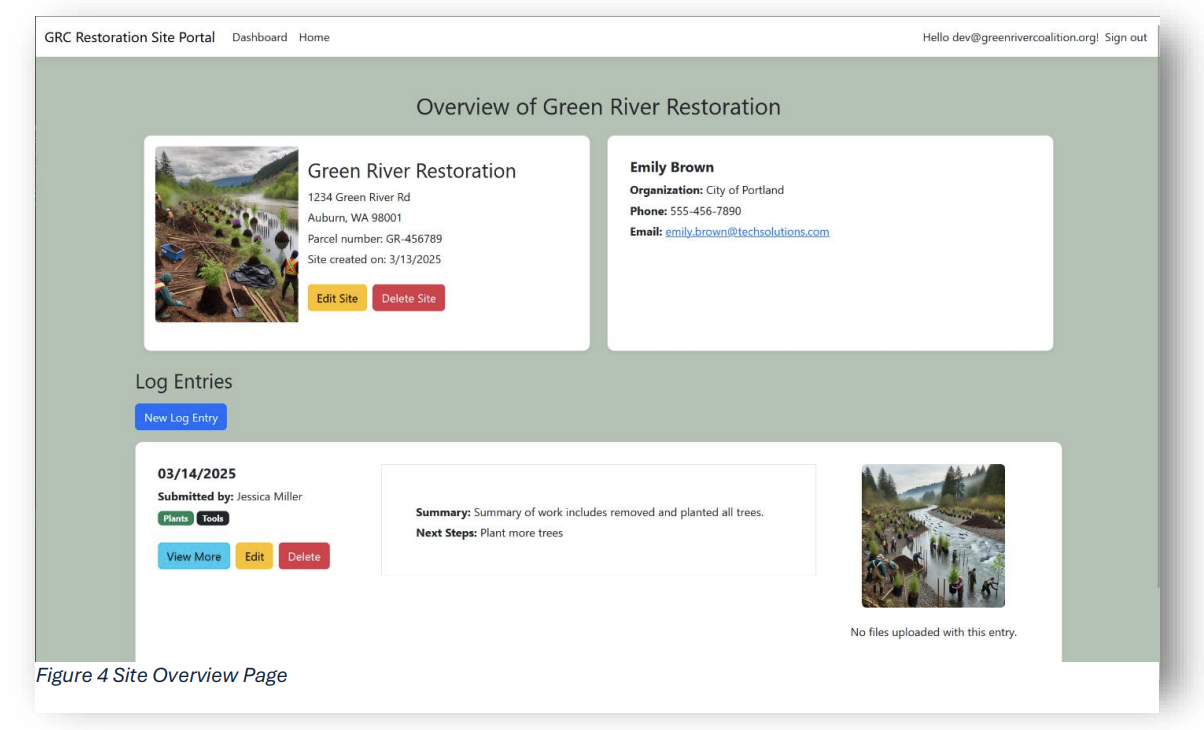 GRC Restoration Site Portal Dashboard Home Hello dev@greenrivercoalition.org! Sign out
Overview of Green River Restoration
Green River Restoration
1234 Green River Rd
Auburn, WA 98001
Parcel number: GR-456789
Site created on: 3/13/2025
Edit Site Delete Site
Emily Brown
Organization: City of Portland
Phone: 555-456-7890
Email: emily.brown@techsolutions.com
Log Entries
New Log Entry
03/14/2025
Submitted by: Jessica Miller
Plants Tools
View More Edit Delete
Summary: Summary of work includes removed and planted all trees.
Next Steps: Plant more trees
No files uploaded with this entry.
Figure 4 Site Overview Page